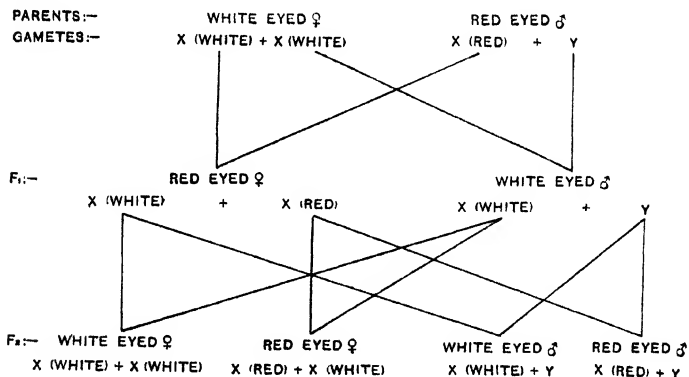 PARENTS:– WHITE EYED ♀ RED EYED ♂
GAMETES:– X (WHITE) + X (WHITE) X (RED) + Y
F₁:– RED EYED ♀ WHITE EYED ♂
X (WHITE) + X (RED) X (WHITE) + Y
F₂:– WHITE EYED ♀ RED EYED ♀ WHITE EYED ♂ RED EYED ♂
X (WHITE) + X (WHITE) X (RED) + X (WHITE) X (WHITE) + Y X (RED) + Y